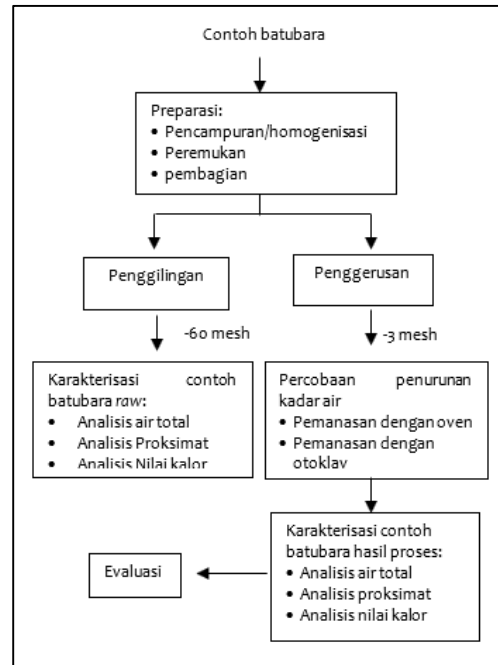 Contoh batubara
Preparasi:
• Pencampuran/homogenisasi
• Peremukan
• pembagian
Penggilingan
Penggerusan
-60 mesh
-3 mesh
Karakterisasi contoh
batubara raw:
• Analisis air total
• Analisis Proksimat
• Analisis Nilai kalor
Percobaan penurunan
kadar air
• Pemanasan dengan oven
• Pemanasan dengan
otoklav
Karakterisasi contoh
batubara hasil proses:
• Analisis air total
• Analisis proksimat
• Analisis nilai kalor
Evaluasi